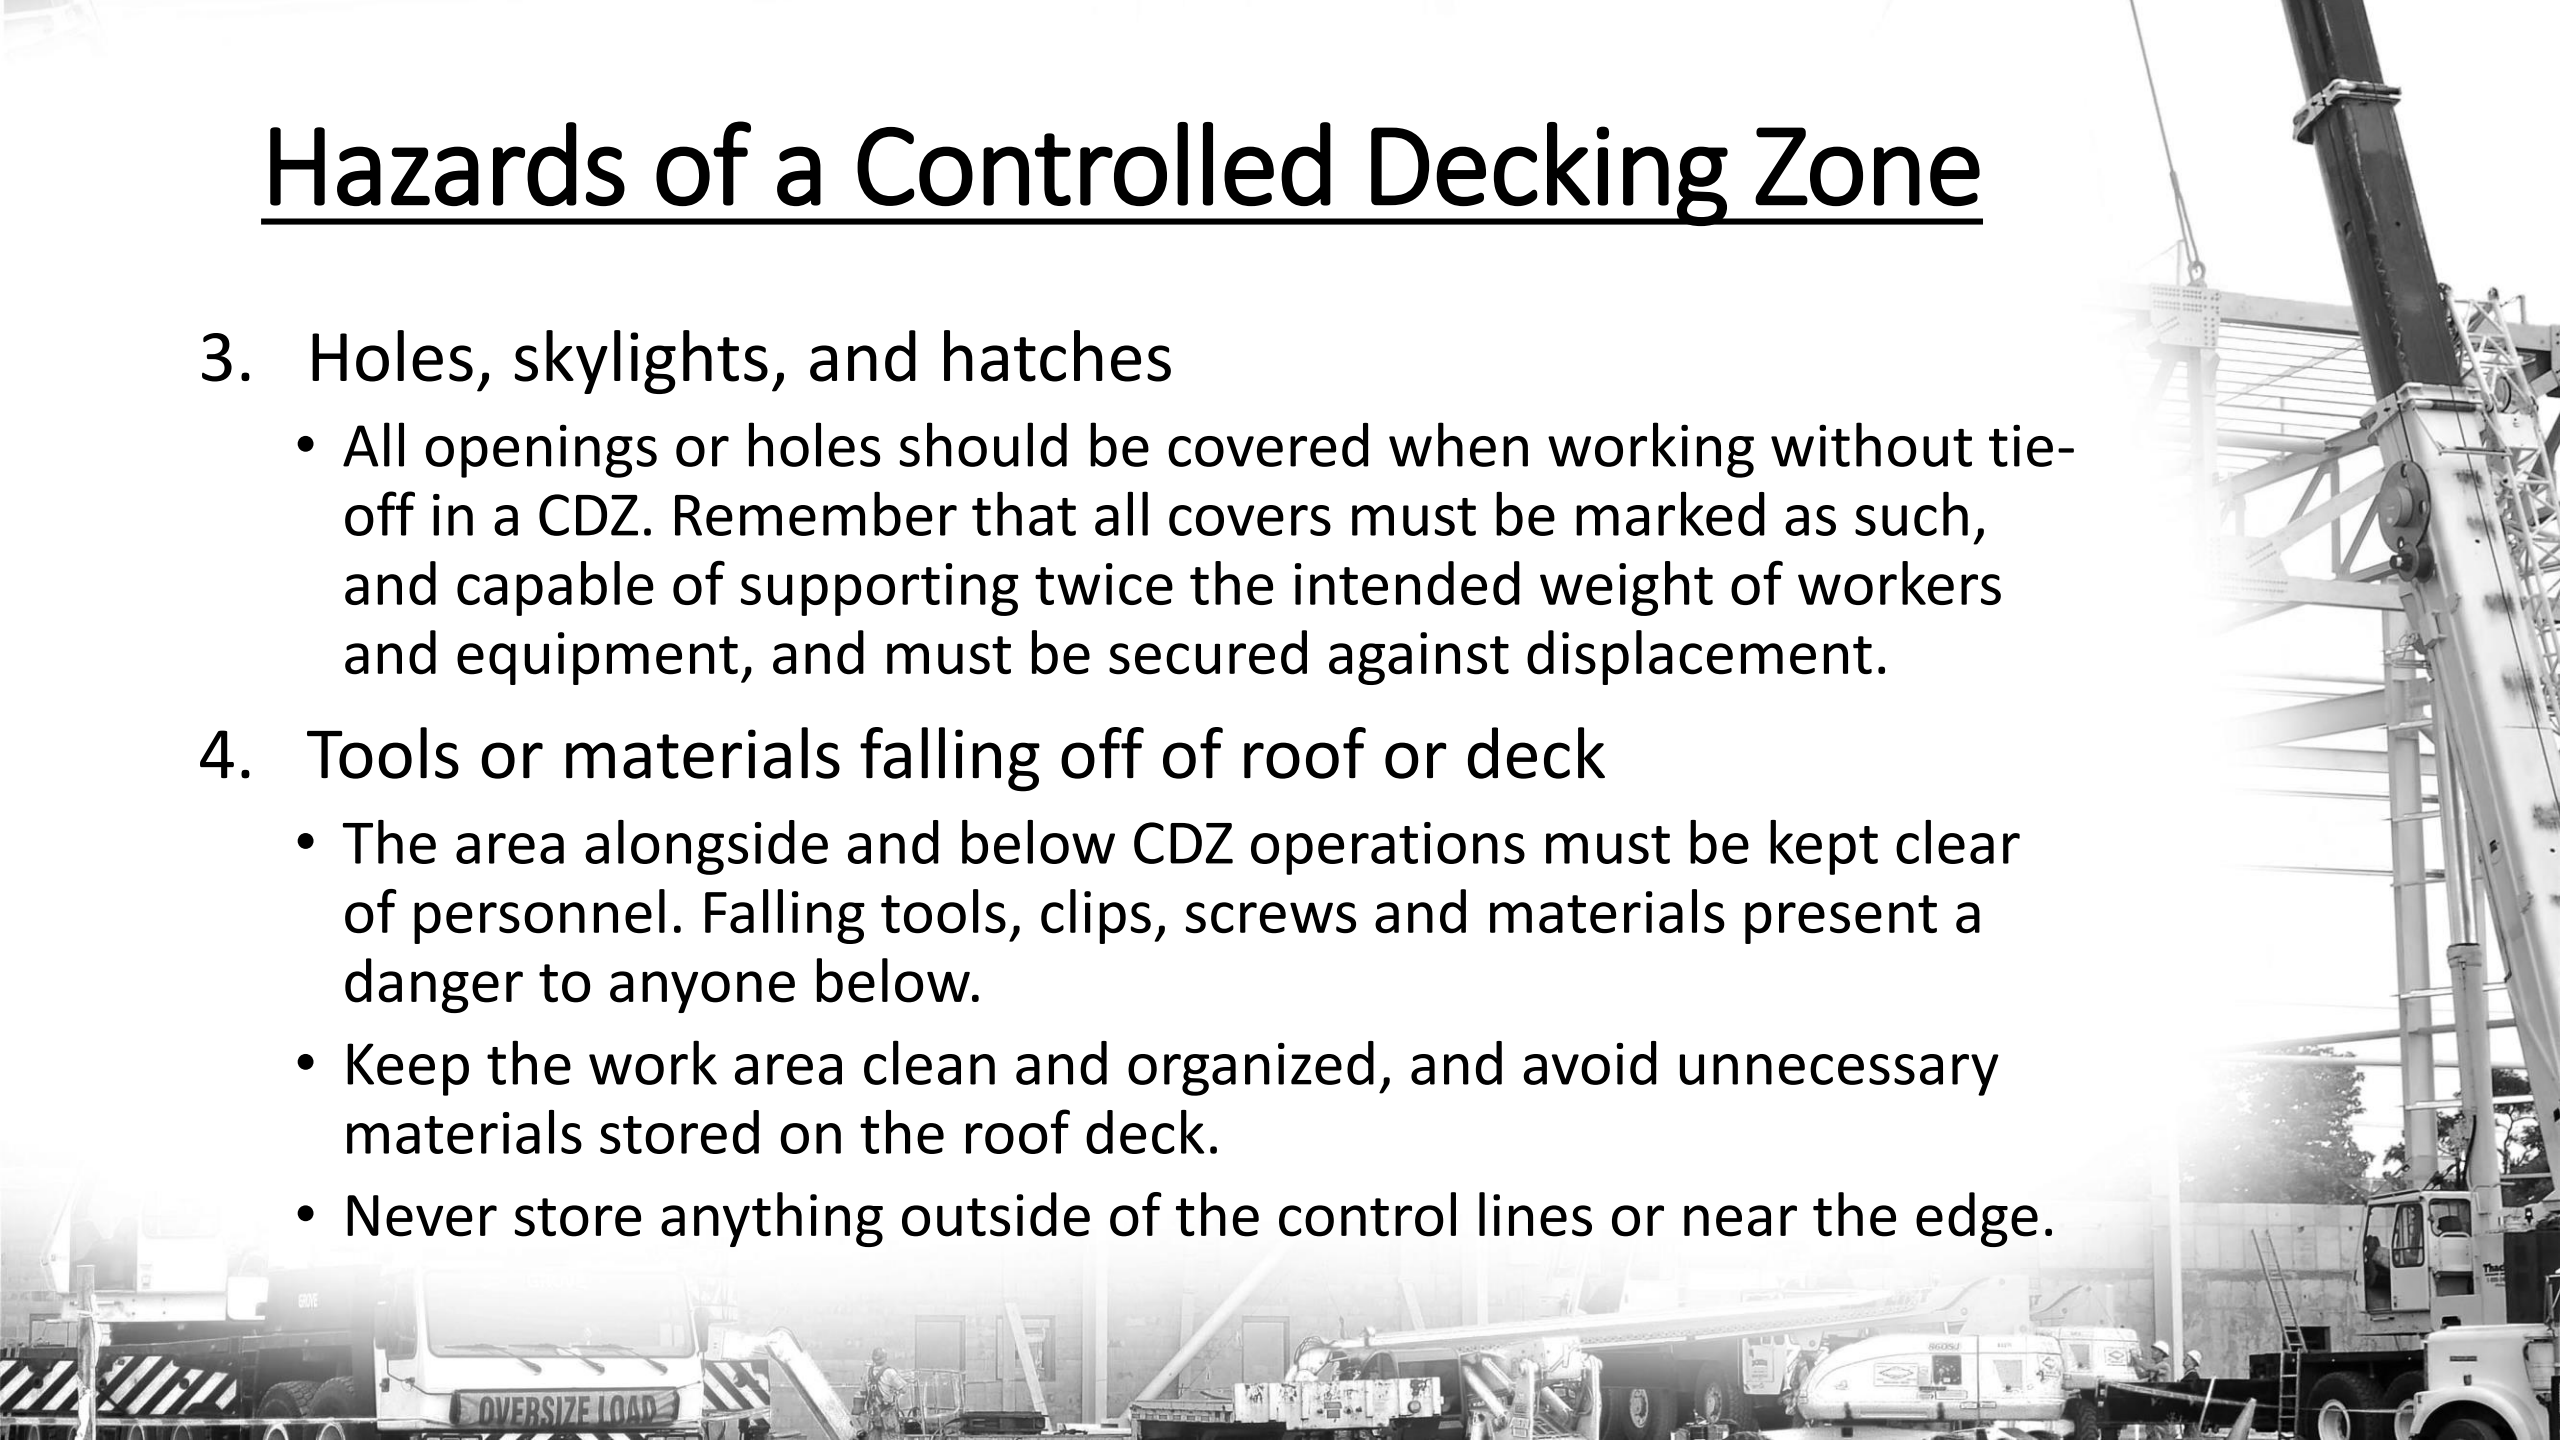 Hazards of a Controlled Decking Zone
3. Holes, skylights, and hatches
• All openings or holes should be covered when working without tie-
off in a CDZ. Remember that all covers must be marked as such,
and capable of supporting twice the intended weight of workers
and equipment, and must be secured against displacement.
4. Tools or materials falling off of roof or deck
• The area alongside and below CDZ operations must be kept clear
of personnel. Falling tools, clips, screws and materials present a
danger to anyone below.
• Keep the work area clean and organized, and avoid unnecessary
materials stored on the roof deck.
• Never store anything outside of the control lines or near the edge.
GROVE
OVERSIZE LOAD